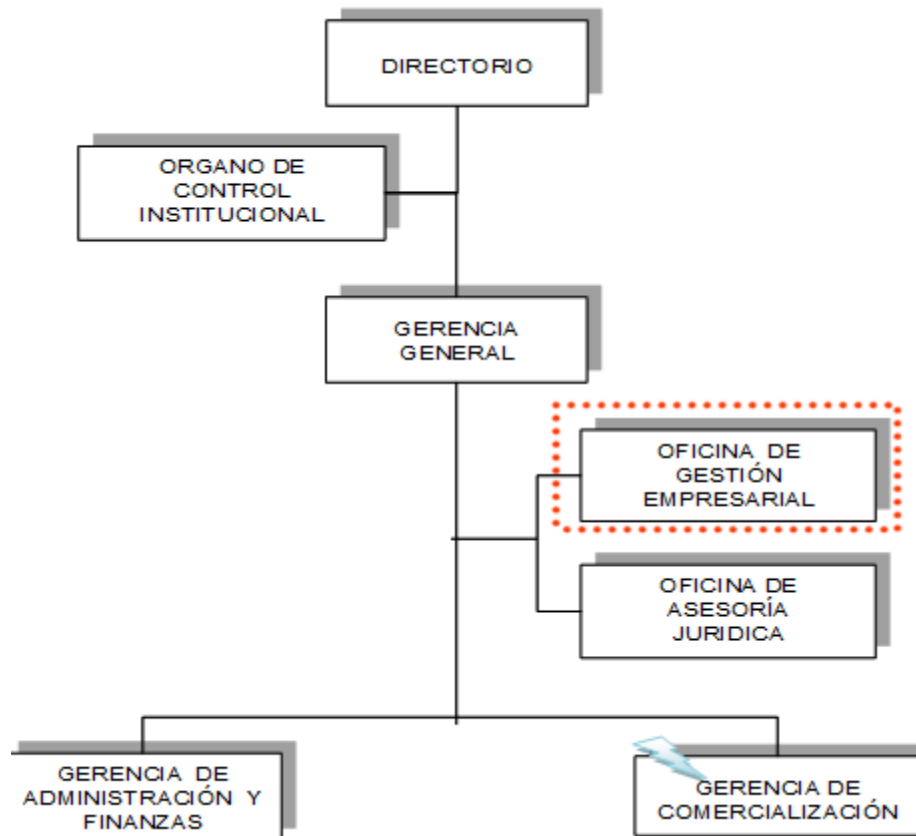 DIRECTORIO
ORGANO DE
CONTROL
INSTITUCIONAL
GERENCIA
GENERAL
OFICINA DE
GESTIÓN
EMPRESARIAL
OFICINA DE
ASESORÍA
JURIDICA
GERENCIA DE
ADMINISTRACIÓN Y
FINANZAS
GERENCIA DE
COMERCIALIZACIÓN